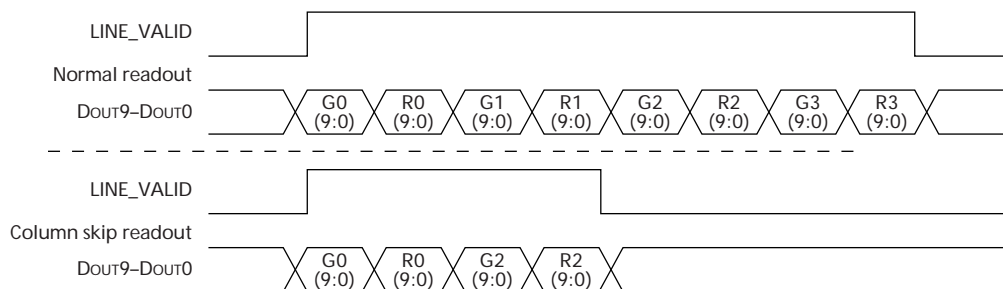 LINE_VALID
Normal readout
G0 R0 G1 R1 G2 R2 G3 R3
DOUT9–DOUT0
(9:0) (9:0) (9:0) (9:0) (9:0) (9:0) (9:0) (9:0)
LINE_VALID
Column skip readout
G0 R0 G2 R2
DOUT9–DOUT0
(9:0) (9:0) (9:0) (9:0)